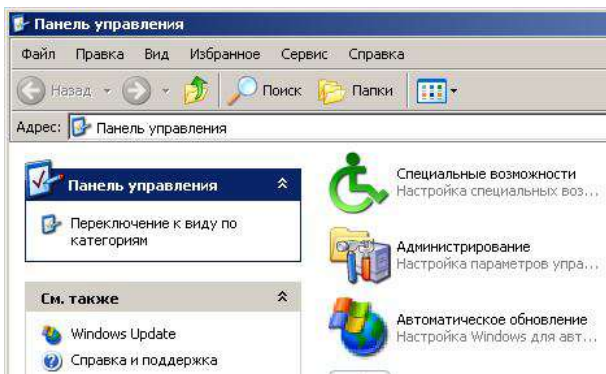 Панель управления
Файл Правка Вид Избранное Сервис Справка
Назад Поиск Папки
Адрес: Панель управления
Панель управления
Переключение к виду по
категориям
См. также
Windows Update
Справка и поддержка
Специальные возможности
Настройка специальных воз...
Администрирование
Настройка параметров упра...
Автоматическое обновление
Настройка Windows для авт...